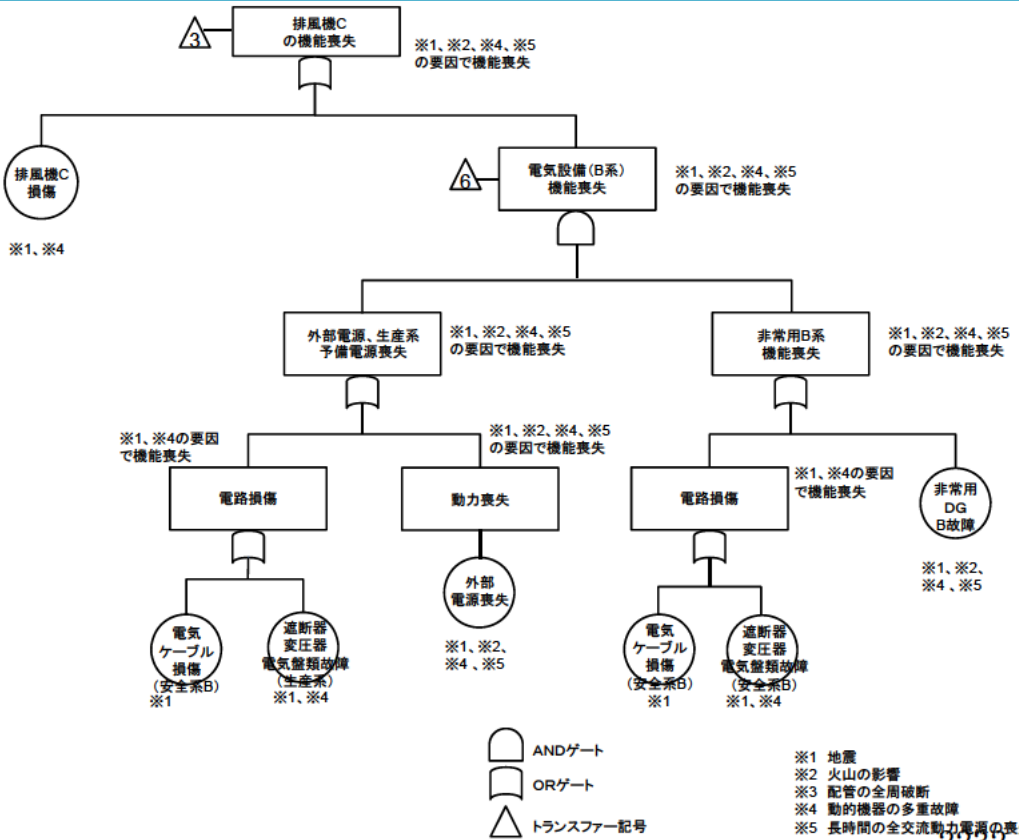 排風機C
の機能喪失
3
※1、※2、※4、※5
の要因で機能喪失
排風機C
損傷
※1、※4
電気設備(B系)
機能喪失
6
※1、※2、※4、※5
の要因で機能喪失
外部電源、生産系
予備電源喪失
※1、※2、※4、※5
の要因で機能喪失
非常用B系
機能喪失
※1、※2、※4、※5
の要因で機能喪失
※1、※4の要因
で機能喪失
電路損傷
※1、※2、※4、※5
の要因で機能喪失
動力喪失
電路損傷
※1、※4の要因
で機能喪失
非常用
DG
B故障
※1、※2、
※4 、※5
外部
電源喪失
※1、※2、
※4 、※5
電気
ケーブル
損傷
(安全系B)
※1
遮断器
変圧器
電気盤類故障
(生産系)
※1、※4
電気
ケーブル
損傷
(安全系B)
※1
遮断器
変圧器
電気盤類故障
(安全系B)
※1、※4
ANDゲート
ORゲート
トランスファー記号
※1 地震
※2 火山の影響
※3 配管の全周破断
※4 動的機器の多重故障
※5 長時間の全交流動力電源の喪